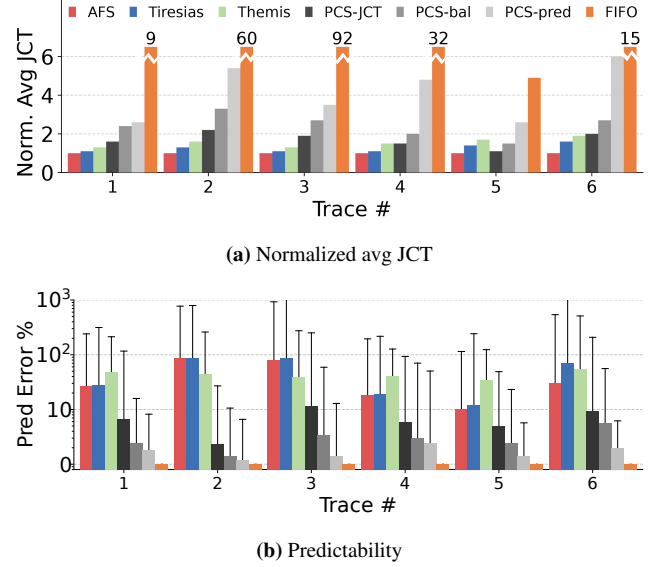 AFS Tiresias Themis PCS-JCT PCS-bal PCS-pred FIFO
9 60 92 32 15
6
4
2
0
Norm. Avg JCT
1 2 3 4 5 6
Trace #
(a) Normalized avg JCT
10³
10²
10
0
Pred Error %
1 2 3 4 5 6
Trace #
(b) Predictability